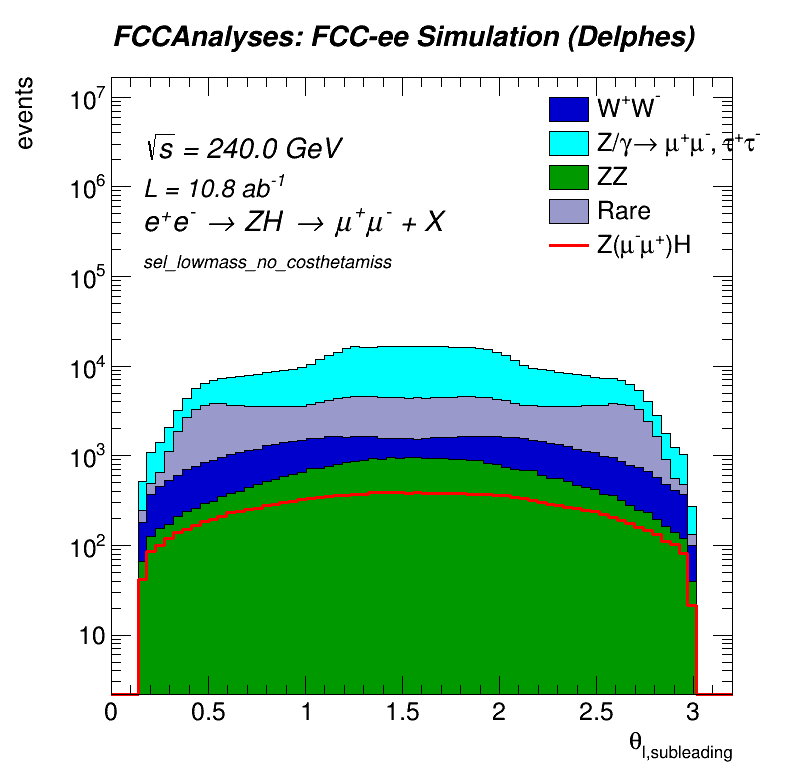 FCCAnalyses: FCC-ee Simulation (Delphes)
events
10⁷
10⁶
10⁵
10⁴
10³
10²
10
√s = 240.0 GeV
L = 10.8 ab⁻¹
e⁺e⁻ → ZH → μ⁺μ⁻ + X
sel_lowmass_no_costhetamiss
W⁺W⁻
Z/γ→ μ⁺μ⁻, τ⁺τ⁻
ZZ
Rare
Z(μ⁻μ⁺)H
0 0.5 1 1.5 2 2.5 3
θl,subleading